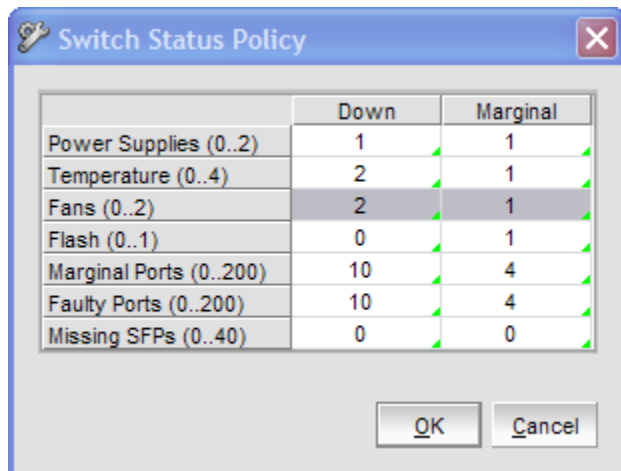 Switch Status Policy
Down Marginal
Power Supplies (0..2) 1 1
Temperature (0..4) 2 1
Fans (0..2) 2 1
Flash (0..1) 0 1
Marginal Ports (0..200) 10 4
Faulty Ports (0..200) 10 4
Missing SFPs (0..40) 0 0
OK Cancel